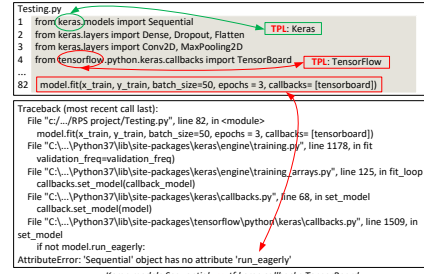 Testing.py
1 from keras.models import Sequential
TPL: Keras
2 from keras.layers import Dense, Dropout, Flatten
3 from keras.layers import Conv2D, MaxPooling2D
4 from tensorflow.python.keras.callbacks import TensorBoard
TPL: TensorFlow
...
82 model.fit(x_train, y_train, batch_size=50, epochs = 3, callbacks= [tensorboard])
Traceback (most recent call last):
File "c:/.../RPS project/Testing.py", line 82, in <module>
model.fit(x_train, y_train, batch_size=50, epochs = 3, callbacks= [tensorboard])
File "C:\...\Python37\lib\site-packages\keras\engine\training.py", line 1178, in fit
validation_freq=validation_freq)
File "C:\...\Python37\lib\site-packages\keras\engine\training_arrays.py", line 125, in fit_loop
callbacks.set_model(callback_model)
File "C:\...\Python37\lib\site-packages\keras\callbacks.py", line 68, in set_model
callback.set_model(model)
File "C:\...\Python37\lib\site-packages\tensorflow\python\keras\callbacks.py", line 1509, in
set_model
if not model.run_eagerly:
AttributeError: 'Sequential' object has no attribute 'run_eagerly'